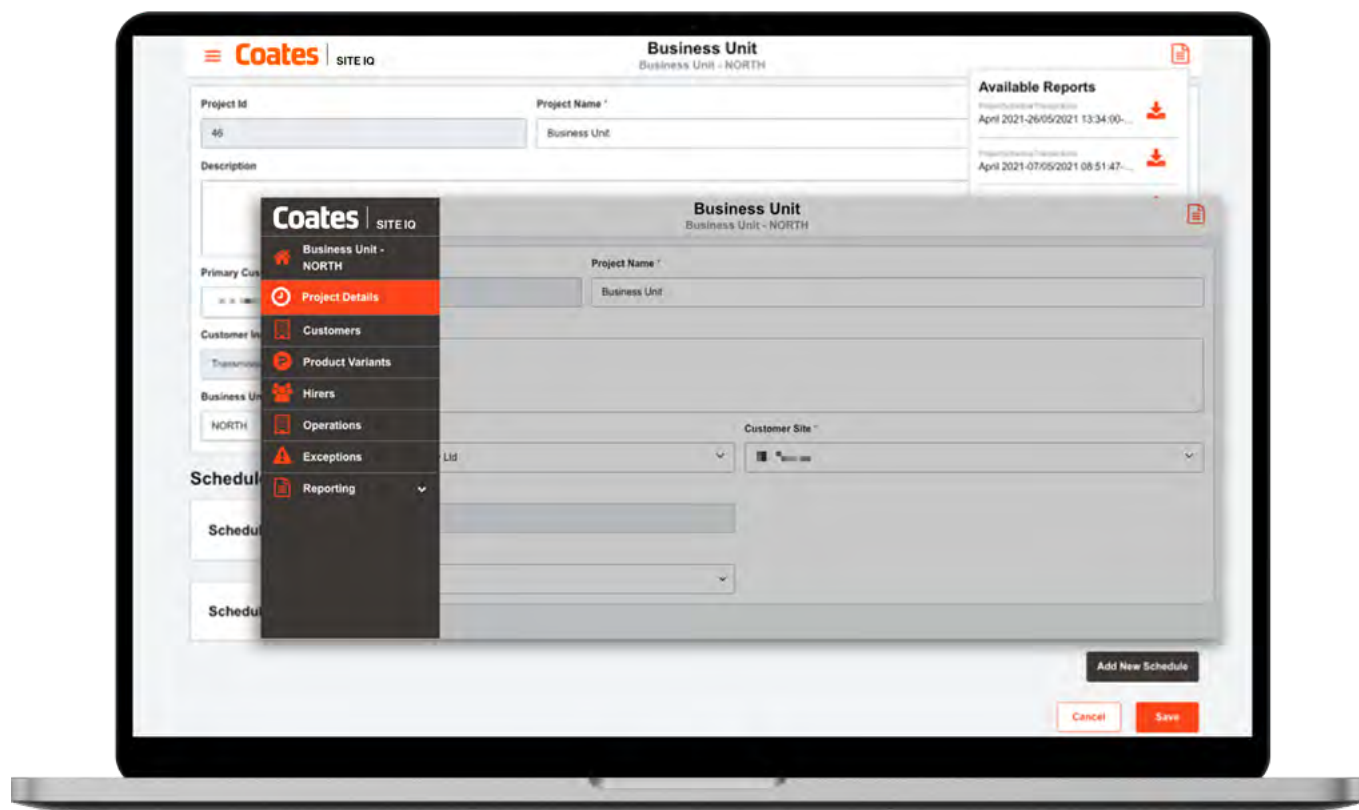 Coates SITE IQ
Business Unit
Business Unit - NORTH
Project Id
46
Project Name *
Business Unit
Description
Primary Cus
Customer In
Business Un
NORTH
Schedul
Schedul
Schedul
Available Reports
April 2021-26/05/2021 13:34:00-...
April 2021-07/05/2021 08:51:47-...
Coates SITE IQ
Business Unit -
NORTH
Project Details
Customers
Product Variants
Hirers
Operations
Exceptions
Reporting
Business Unit
Business Unit - NORTH
Project Name *
Business Unit
Ltd
Customer Site *
Add New Schedule
Cancel
Save